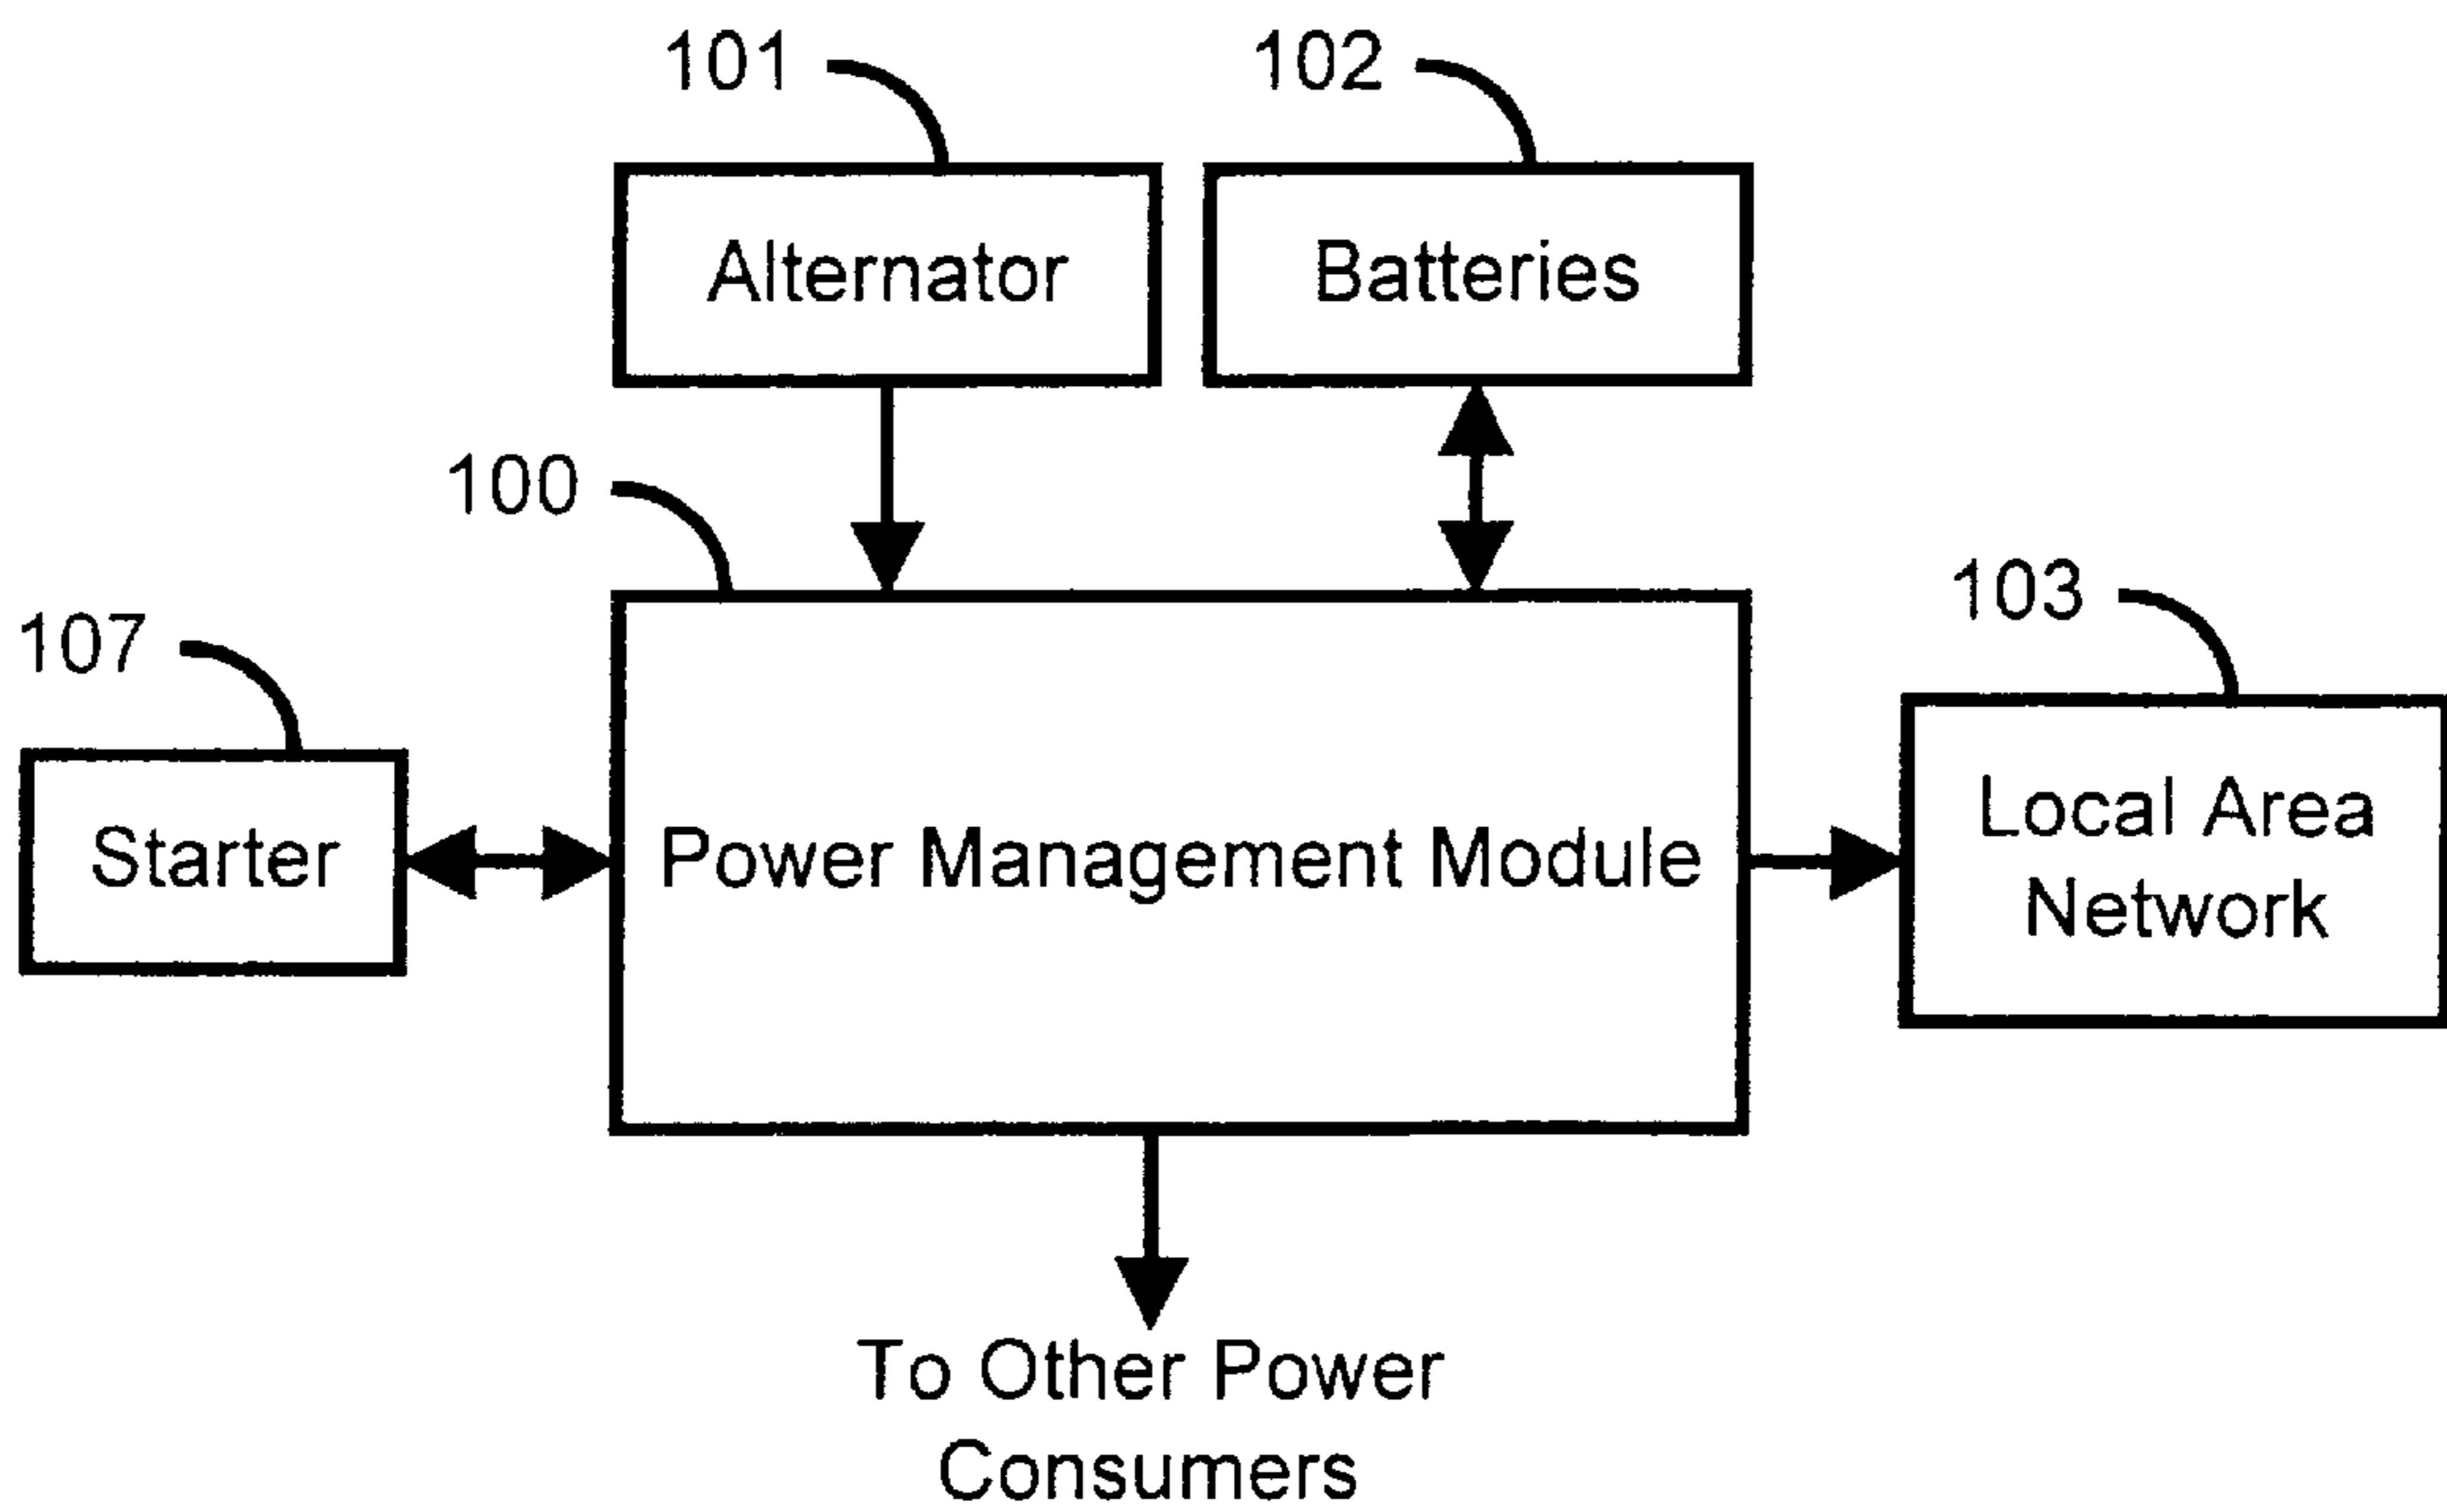 101
102
Alternator
Batteries
100
103
107
Local Area
Network
Starter
Power Management Module
To Other Power
Consumers